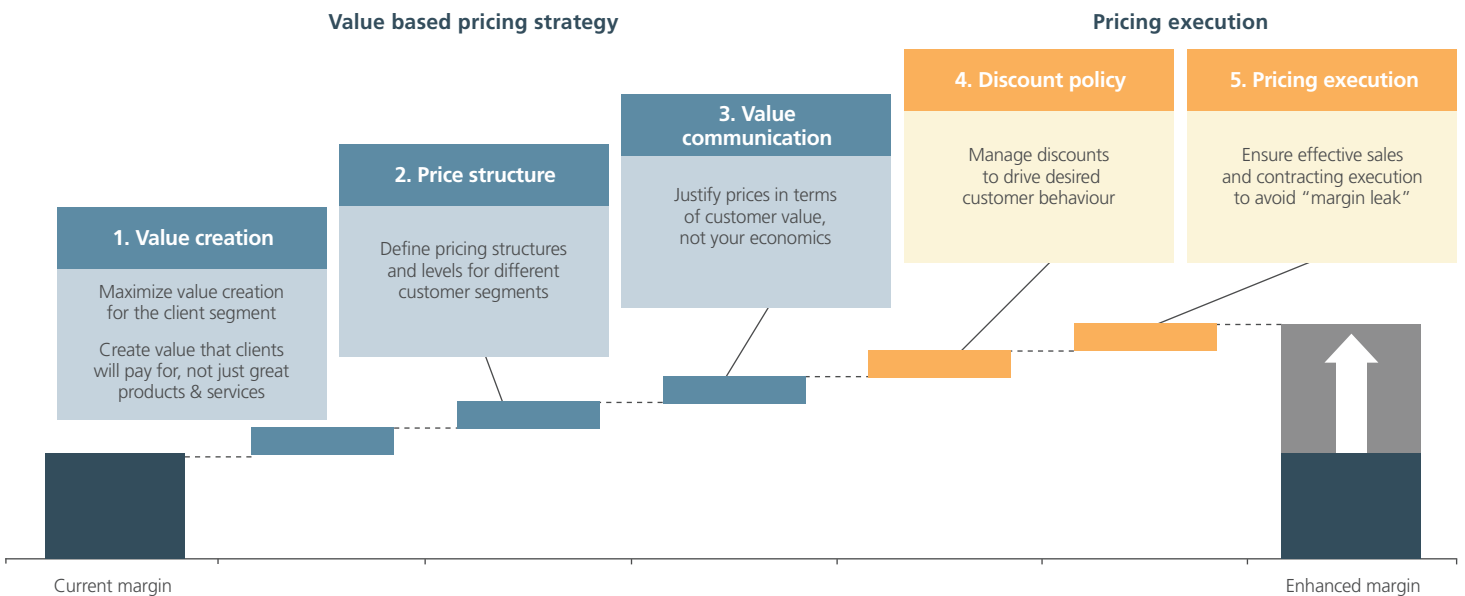 Value based pricing strategy
Pricing execution
1. Value creation
Maximize value creation
for the client segment
Create value that clients
will pay for, not just great
products & services
2. Price structure
Define pricing structures
and levels for different
customer segments
3. Value
communication
Justify prices in terms
of customer value,
not your economics
4. Discount policy
Manage discounts
to drive desired
customer behaviour
5. Pricing execution
Ensure effective sales
and contracting execution
to avoid “margin leak”
Current margin
Enhanced margin